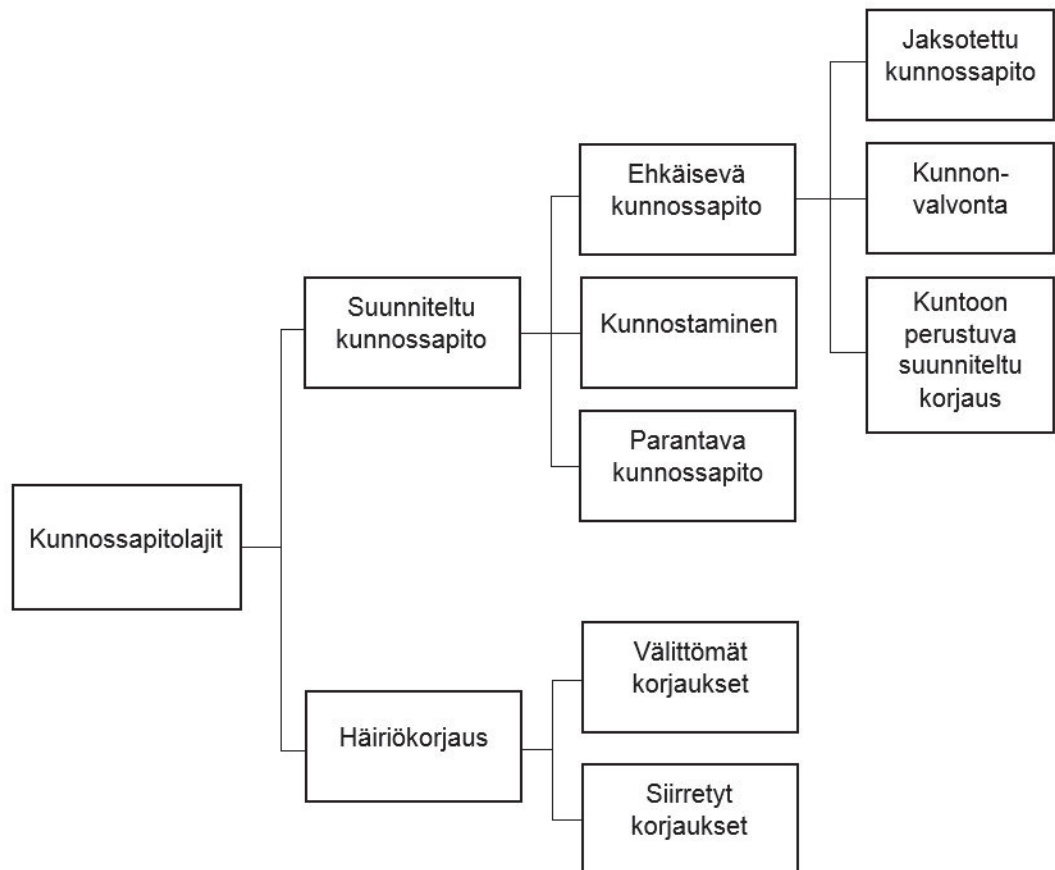 Jaksotettu
kunnossapito
Ehkäisevä
kunnossapito
Kunnon-
valvonta
Suunniteltu
kunnossapito
Kunnostaminen
Kuntoon
perustuva
suunniteltu
korjaus
Parantava
kunnossapito
Kunnossapitolajit
Välittömät
korjaukset
Häiriökorjaus
Siirretyt
korjaukset